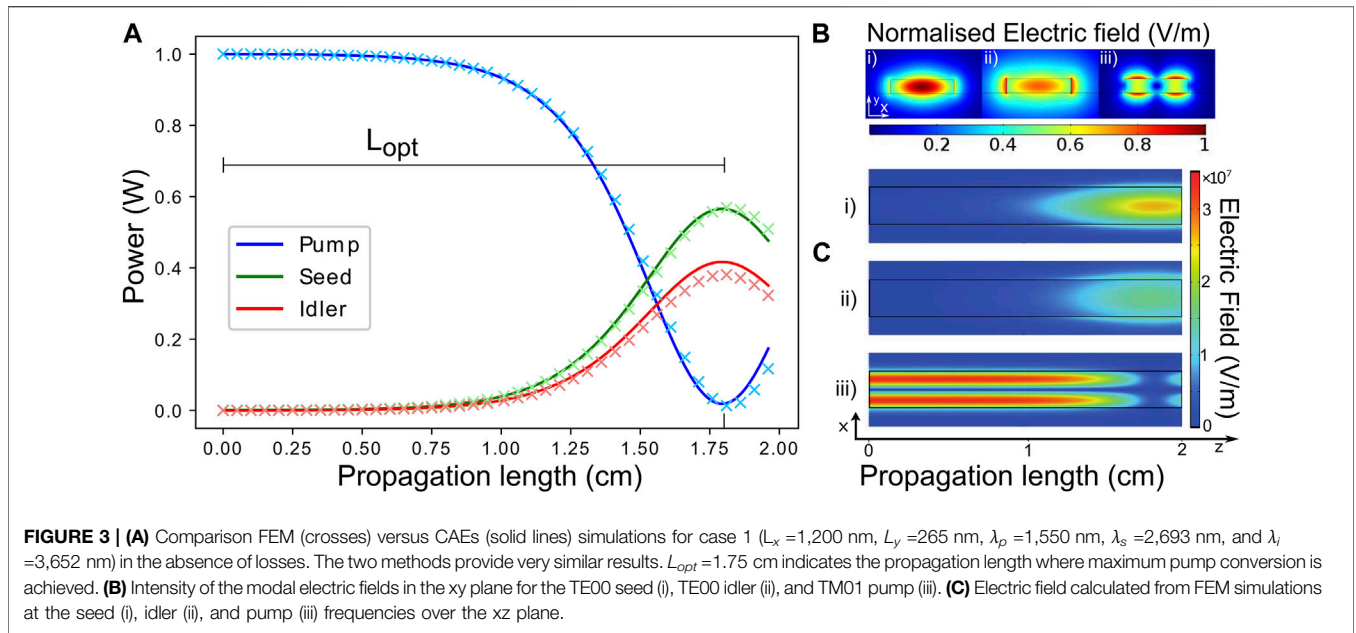 A
B
Normalised Electric field (V/m)
i)
ii)
iii)
y
x
0.2 0.4 0.6 0.8 1
Power (W)
1.0
0.8
0.6
0.4
0.2
0.0
L_opt
Pump
Seed
Idler
0.00 0.25 0.50 0.75 1.00 1.25 1.50 1.75 2.00
Propagation length (cm)
C
i)
ii)
iii)
×10⁷
3
2
1
0
Electric Field (V/m)
x
0 1 2 z
Propagation length (cm)
FIGURE 3 | (A) Comparison FEM (crosses) versus CAEs (solid lines) simulations for case 1 (Lₓ =1,200 nm, L_y =265 nm, λ_p =1,550 nm, λ_s =2,693 nm, and λ_i
=3,652 nm) in the absence of losses. The two methods provide very similar results. L_opt =1.75 cm indicates the propagation length where maximum pump conversion is
achieved. (B) Intensity of the modal electric fields in the xy plane for the TE00 seed (i), TE00 idler (ii), and TM01 pump (iii). (C) Electric field calculated from FEM simulations
at the seed (i), idler (ii), and pump (iii) frequencies over the xz plane.